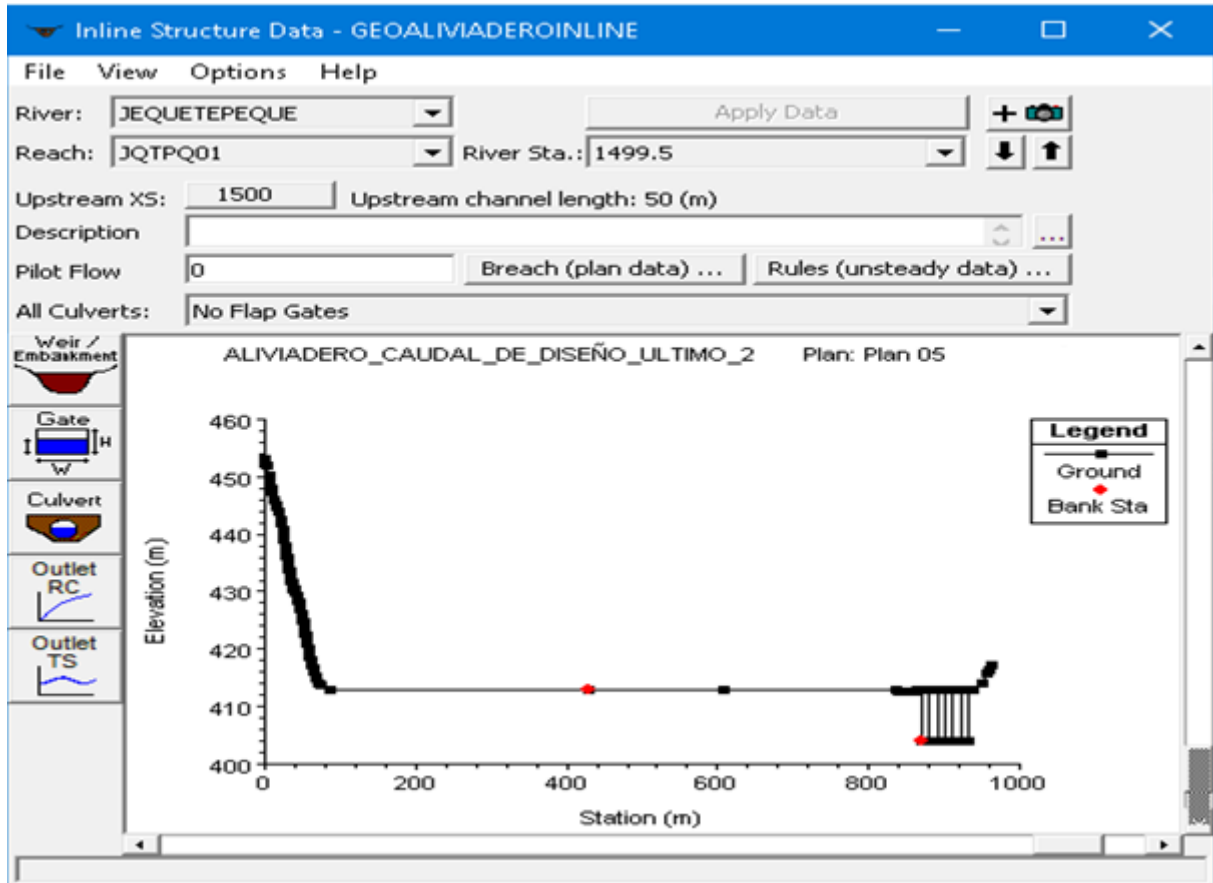 Inline Structure Data - GEOALIVIADEROINLINE
File View Options Help
River: JEQUETEPEQUE Apply Data
Reach: JQTPQ01 River Sta.: 1499.5
Upstream XS: 1500 Upstream channel length: 50 (m)
Description ...
Pilot Flow 0 Breach (plan data) ... Rules (unsteady data) ...
All Culverts: No Flap Gates
Weir /
Embankment
Gate
H
W
Culvert
Outlet
RC
Outlet
TS
ALIVIADERO_CAUDAL_DE_DISEÑO_ULTIMO_2 Plan: Plan 05
460
450
440
430
420
410
400
Elevation (m)
0 200 400 600 800 1000
Station (m)
Legend
Ground
Bank Sta